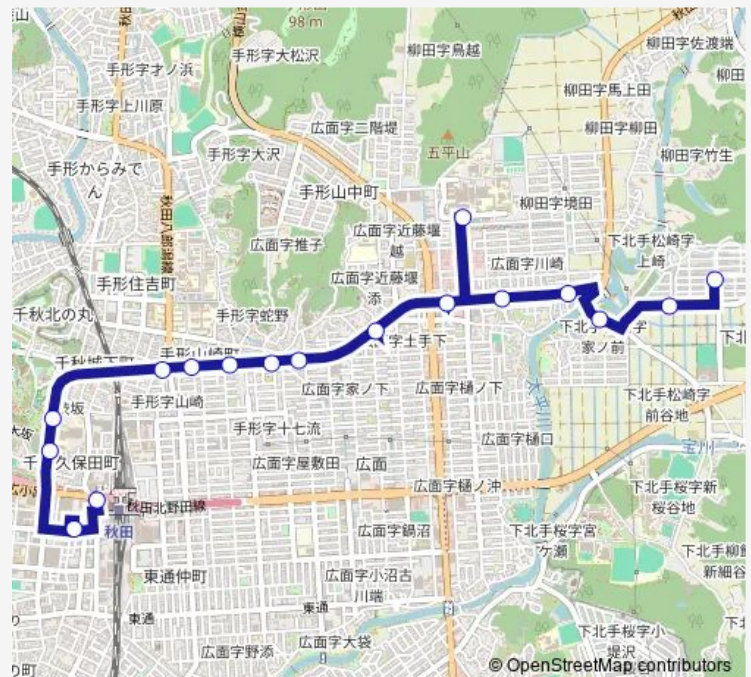 98 m
柳田字佐渡端
手形字大松沢
柳田字鳥越
手形字才ノ浜
柳田
手形字上川原
柳田字馬上田
広面字二階堤
柳田字柳田
手形字大沢
五平山
柳田字竹生
手形からみで
ん
手形山中町
柳田字境田
秋田八郎潟線
広面字近藤堰
越
広面字推子
下北手松崎字
上崎
広面字川崎
手形住吉町
広面字近藤堰
添
千秋北の丸
手形字蛇野
字土手下
家ノ前
手形山崎町
広面字家ノ下
広面字樋ノ下
手形字山崎
下北手松崎字
前谷地
太平川
手形字十七流
広面字樋口
宝川
久保田町
広面字屋敷田
広面
広面字樋ノ沖
下北手桜字新
桜谷地
秋田北野田線
秋田
広面字鍋沼
下北手桜字宮
ケ瀬
東通仲町
広面字小沼古
川端
新細谷
東通
東通
広面字大袋
下北手桜字小
堤沢
広面字野添
の町
© OpenStreetMap contributors